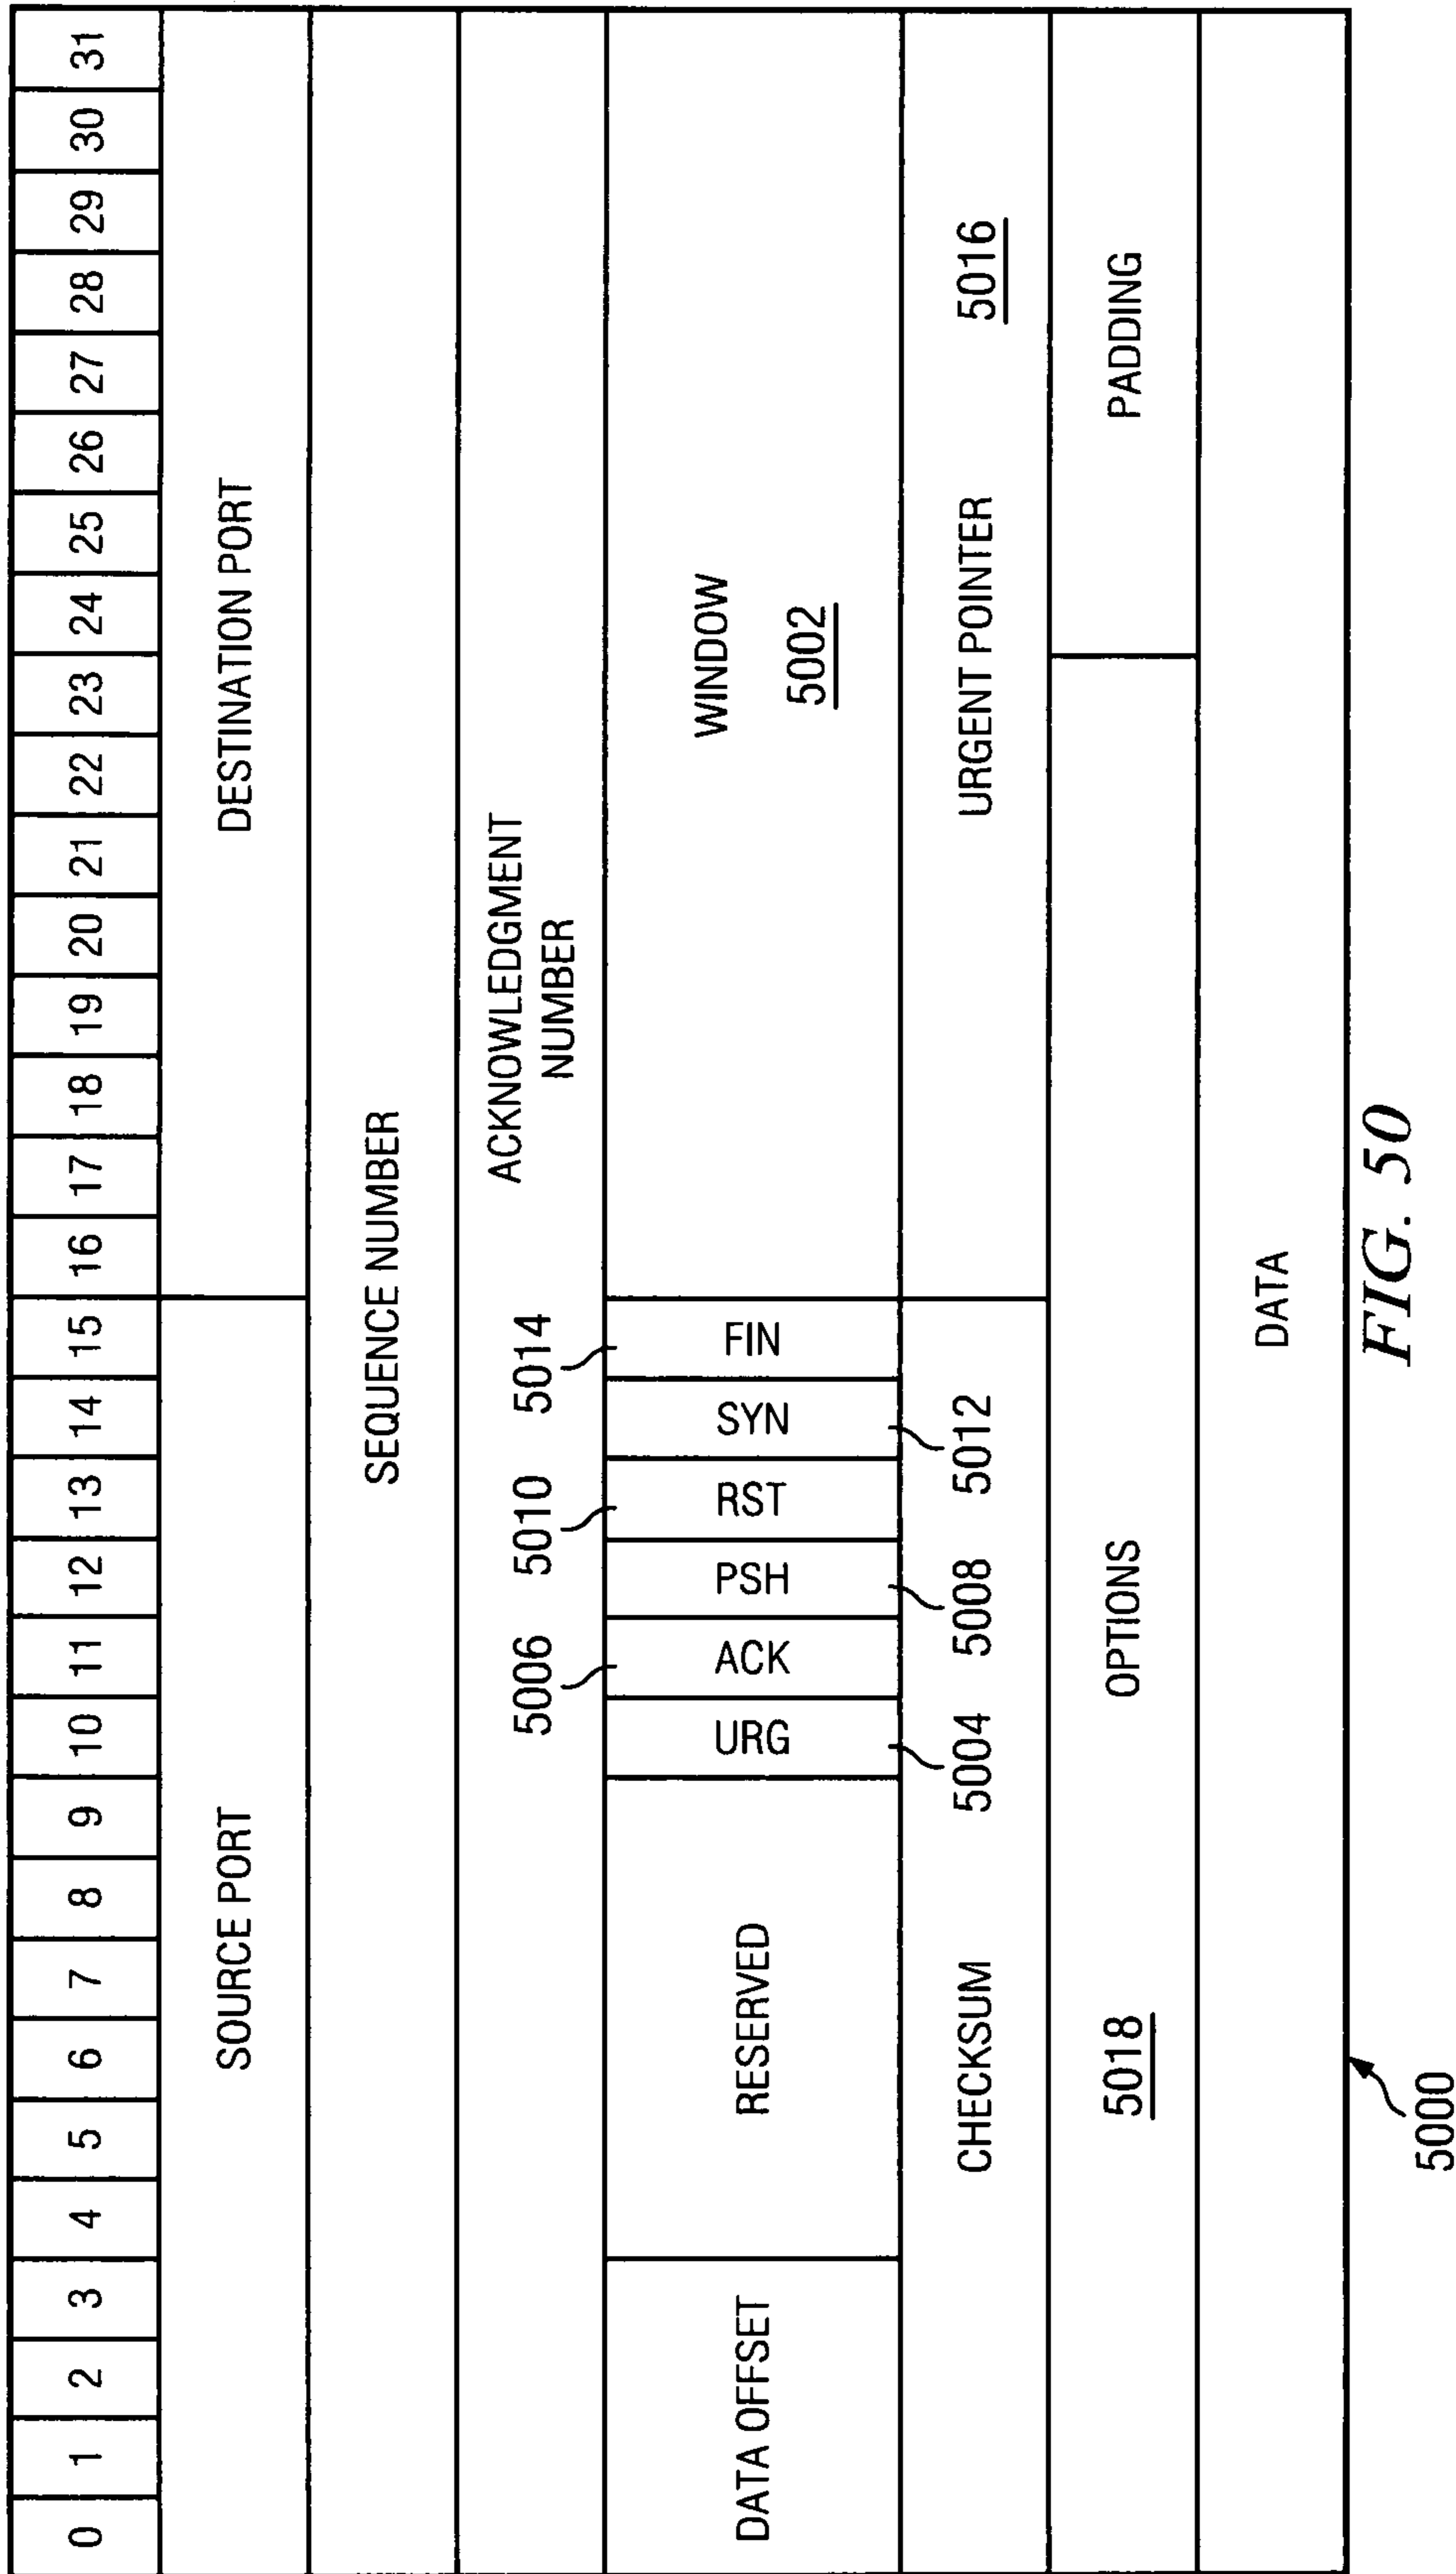 0 1 2 3 4 5 6 7 8 9 10 11 12 13 14 15 16 17 18 19 20 21 22 23 24 25 26 27 28 29 30 31
SOURCE PORT DESTINATION PORT
SEQUENCE NUMBER
ACKNOWLEDGMENT
NUMBER
5006 5010 5014
DATA OFFSET RESERVED URG ACK PSH RST SYN FIN WINDOW
5002
CHECKSUM 5004 5008 5012 URGENT POINTER 5016
5018 OPTIONS PADDING
DATA
5000
FIG. 50